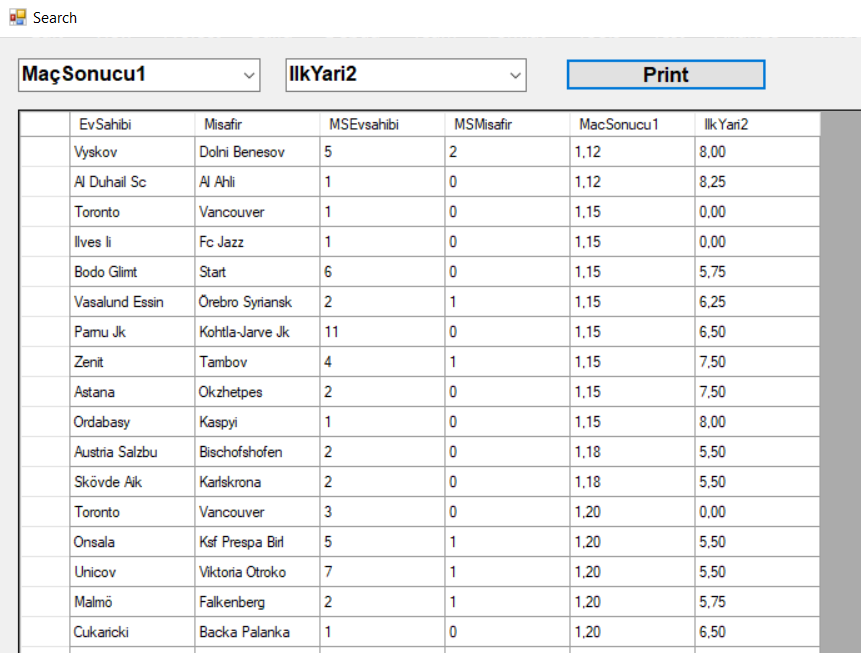 Search
MaçSonucu1 IlkYari2 Print
EvSahibi Misafir MSEvsahibi MSMisafir MacSonucu1 IlkYari2
Vyskov Dolni Benesov 5 2 1,12 8,00
Al Duhail Sc Al Ahli 1 0 1,12 8,25
Toronto Vancouver 1 0 1,15 0,00
Ilves Ii Fc Jazz 1 0 1,15 0,00
Bodo Glimt Start 6 0 1,15 5,75
Vasalund Essin Örebro Syriansk 2 1 1,15 6,25
Parnu Jk Kohtla-Jarve Jk 11 0 1,15 6,50
Zenit Tambov 4 1 1,15 7,50
Astana Okzhetpes 2 0 1,15 7,50
Ordabasy Kaspyi 1 0 1,15 8,00
Austria Salzbu Bischofshofen 2 0 1,18 5,50
Skövde Aik Karlskrona 2 0 1,18 5,50
Toronto Vancouver 3 0 1,20 0,00
Onsala Ksf Prespa Birl 5 1 1,20 5,50
Unicov Viktoria Otroko 7 1 1,20 5,50
Malmö Falkenberg 2 1 1,20 5,75
Cukaricki Backa Palanka 1 0 1,20 6,50